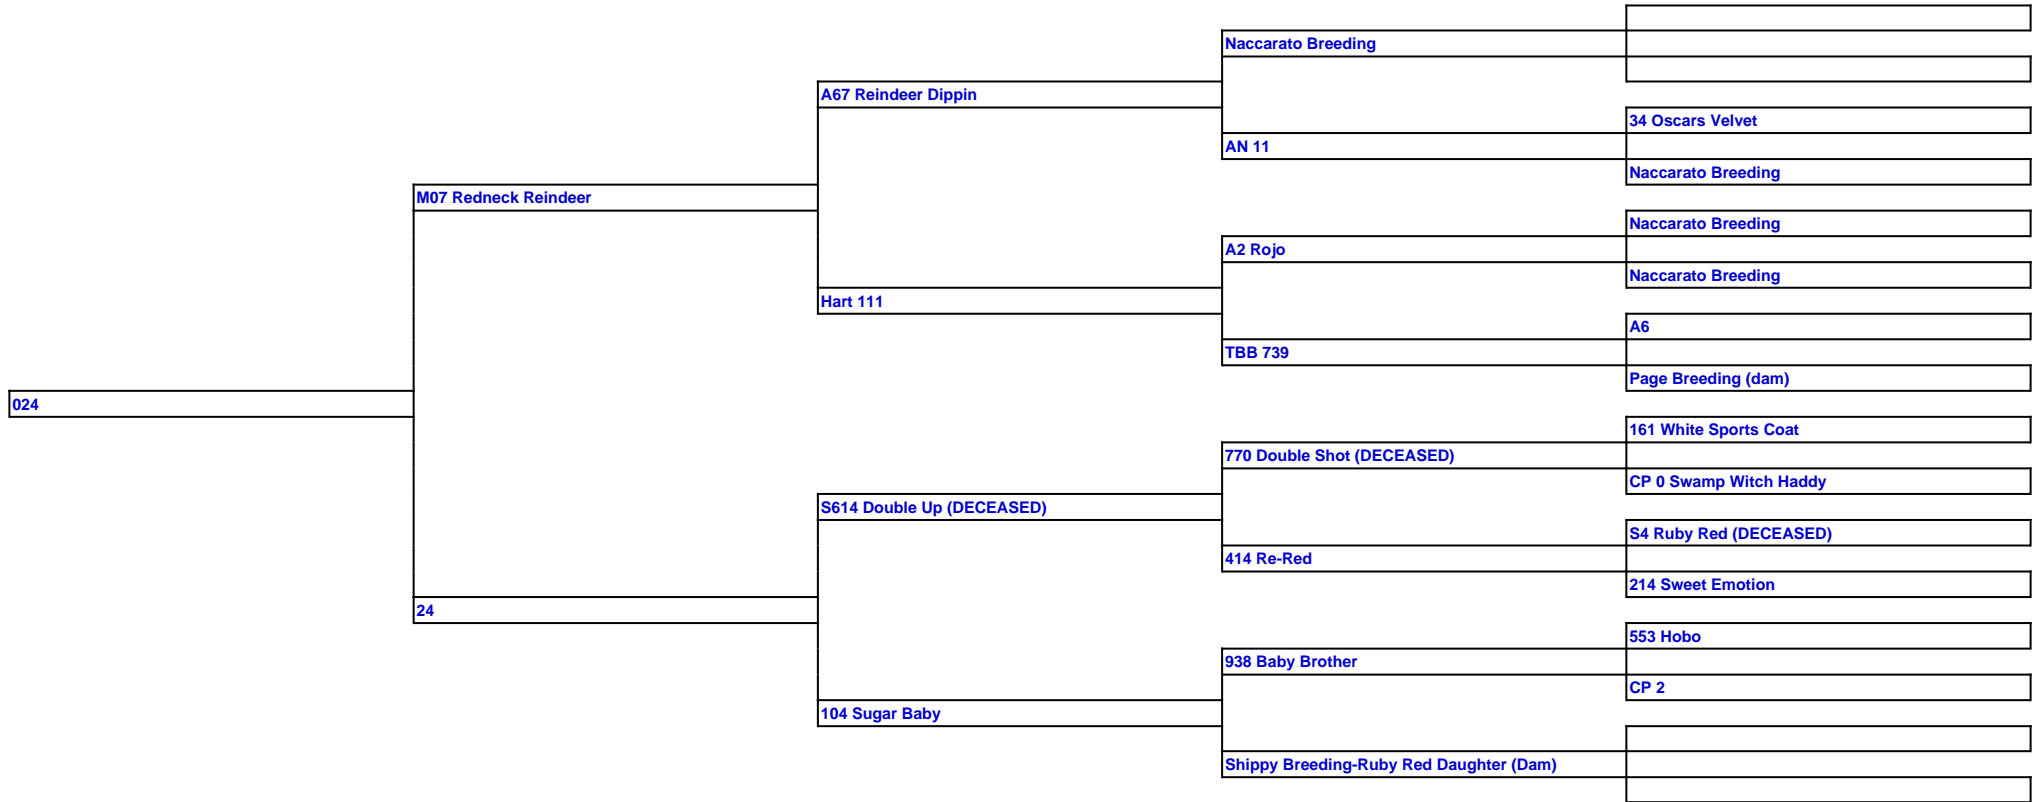 Naccarato Breeding
A67 Reindeer Dippin
34 Oscars Velvet
AN 11
Naccarato Breeding
M07 Redneck Reindeer
Naccarato Breeding
A2 Rojo
Naccarato Breeding
Hart 111
A6
TBB 739
Page Breeding (dam)
024
161 White Sports Coat
770 Double Shot (DECEASED)
CP 0 Swamp Witch Haddy
S614 Double Up (DECEASED)
S4 Ruby Red (DECEASED)
414 Re-Red
214 Sweet Emotion
24
553 Hobo
938 Baby Brother
CP 2
104 Sugar Baby
Shippy Breeding-Ruby Red Daughter (Dam)